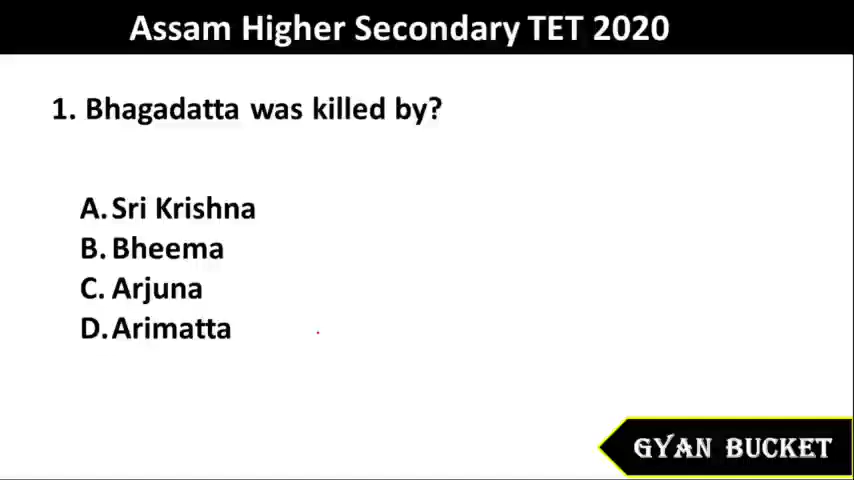 Assam Higher Secondary TET 2020
1. Bhagadatta was killed by?
A. Sri Krishna
B. Bheema
C. Arjuna
D. Arimatta
GYAN BUCKET